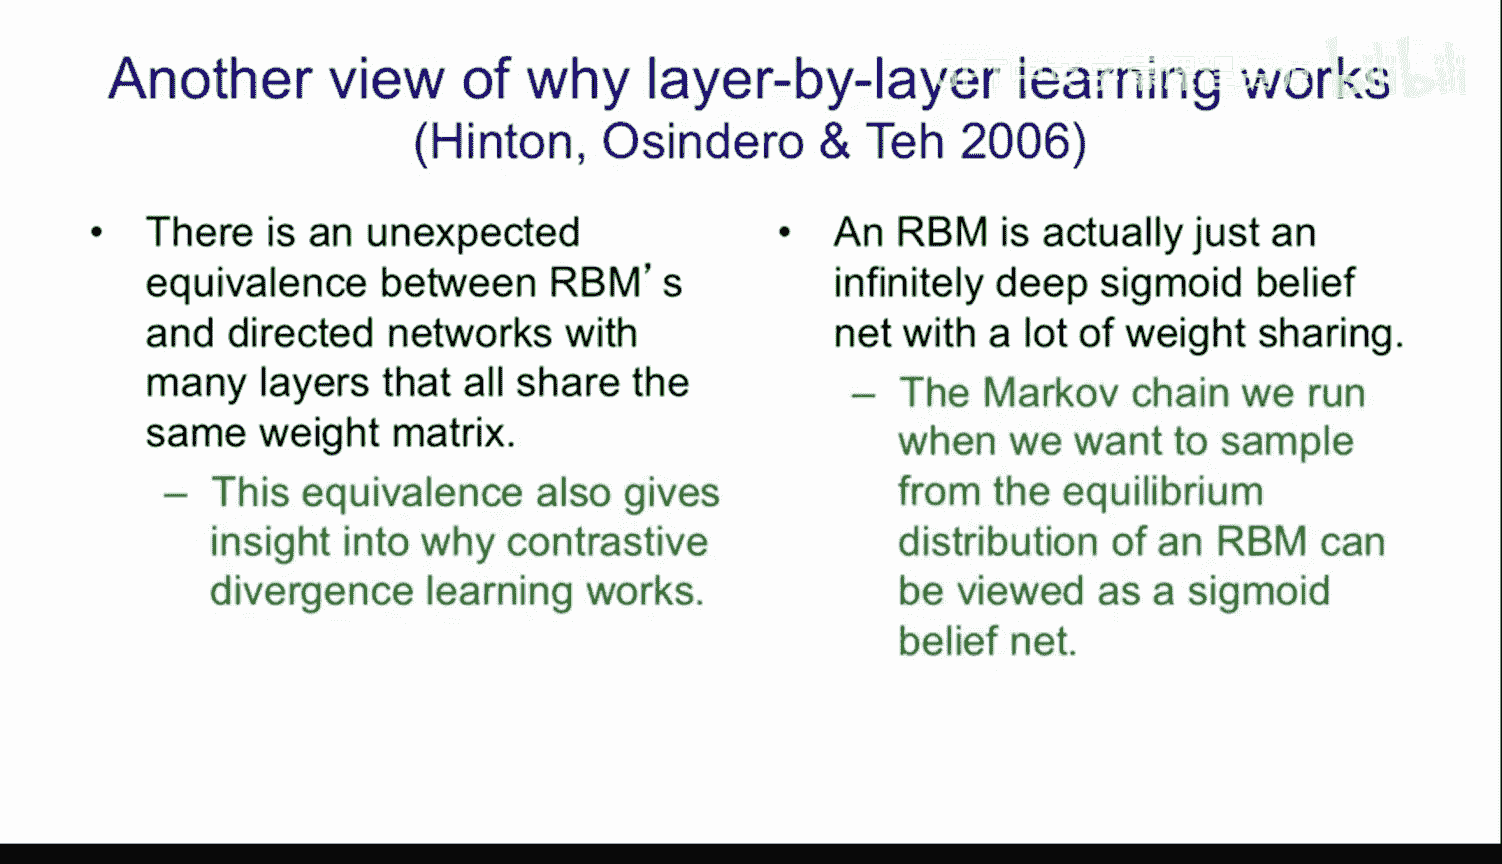 Another view of why layer-by-layer learning works
(Hinton, Osindero & Teh 2006)
• There is an unexpected
equivalence between RBM’ s
and directed networks with
many layers that all share the
same weight matrix.
– This equivalence also gives
insight into why contrastive
divergence learning works.
• An RBM is actually just an
infinitely deep sigmoid belief
net with a lot of weight sharing.
– The Markov chain we run
when we want to sample
from the equilibrium
distribution of an RBM can
be viewed as a sigmoid
belief net.
bilibili